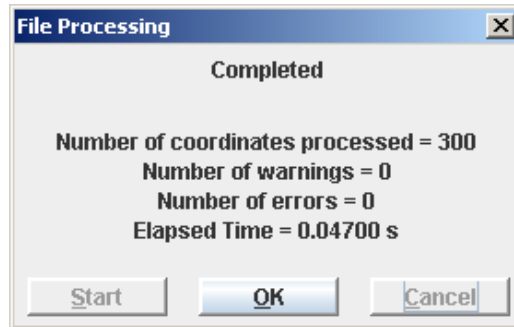 File Processing
Completed
Number of coordinates processed = 300
Number of warnings = 0
Number of errors = 0
Elapsed Time = 0.04700 s
Start OK Cancel